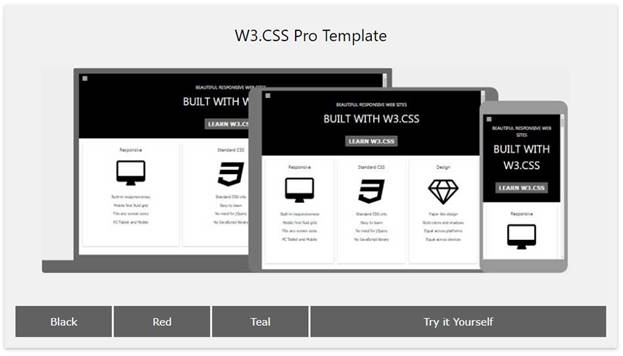 W3.CSS Pro Template
BEAUTIFUL RESPONSIVE WEB SITES
BUILT WITH W3.CSS
LEARN W3.CSS
Responsive
Standard CSS
Built-in responsiveness
Standard CSS only
Mobile first fluid grid
Easy to learn
Fits any screen sizes
No need for jQuery
PC Tablet and Mobile
No JavaScript library
BEAUTIFUL RESPONSIVE WEB SITES
BUILT WITH W3.CSS
LEARN W3.CSS
Responsive
Standard CSS
Design
Built-in responsiveness
Standard CSS only
Paper like design
Mobile first fluid grid
Easy to learn
Bold colors and shadows
Fits any screen sizes
No need for jQuery
Equal across platforms
PC Tablet and Mobile
No JavaScript library
Equal across devices
BEAUTIFUL RESPONSIVE WEB
SITES
BUILT WITH
W3.CSS
LEARN W3.CSS
Responsive
Black
Red
Teal
Try it Yourself